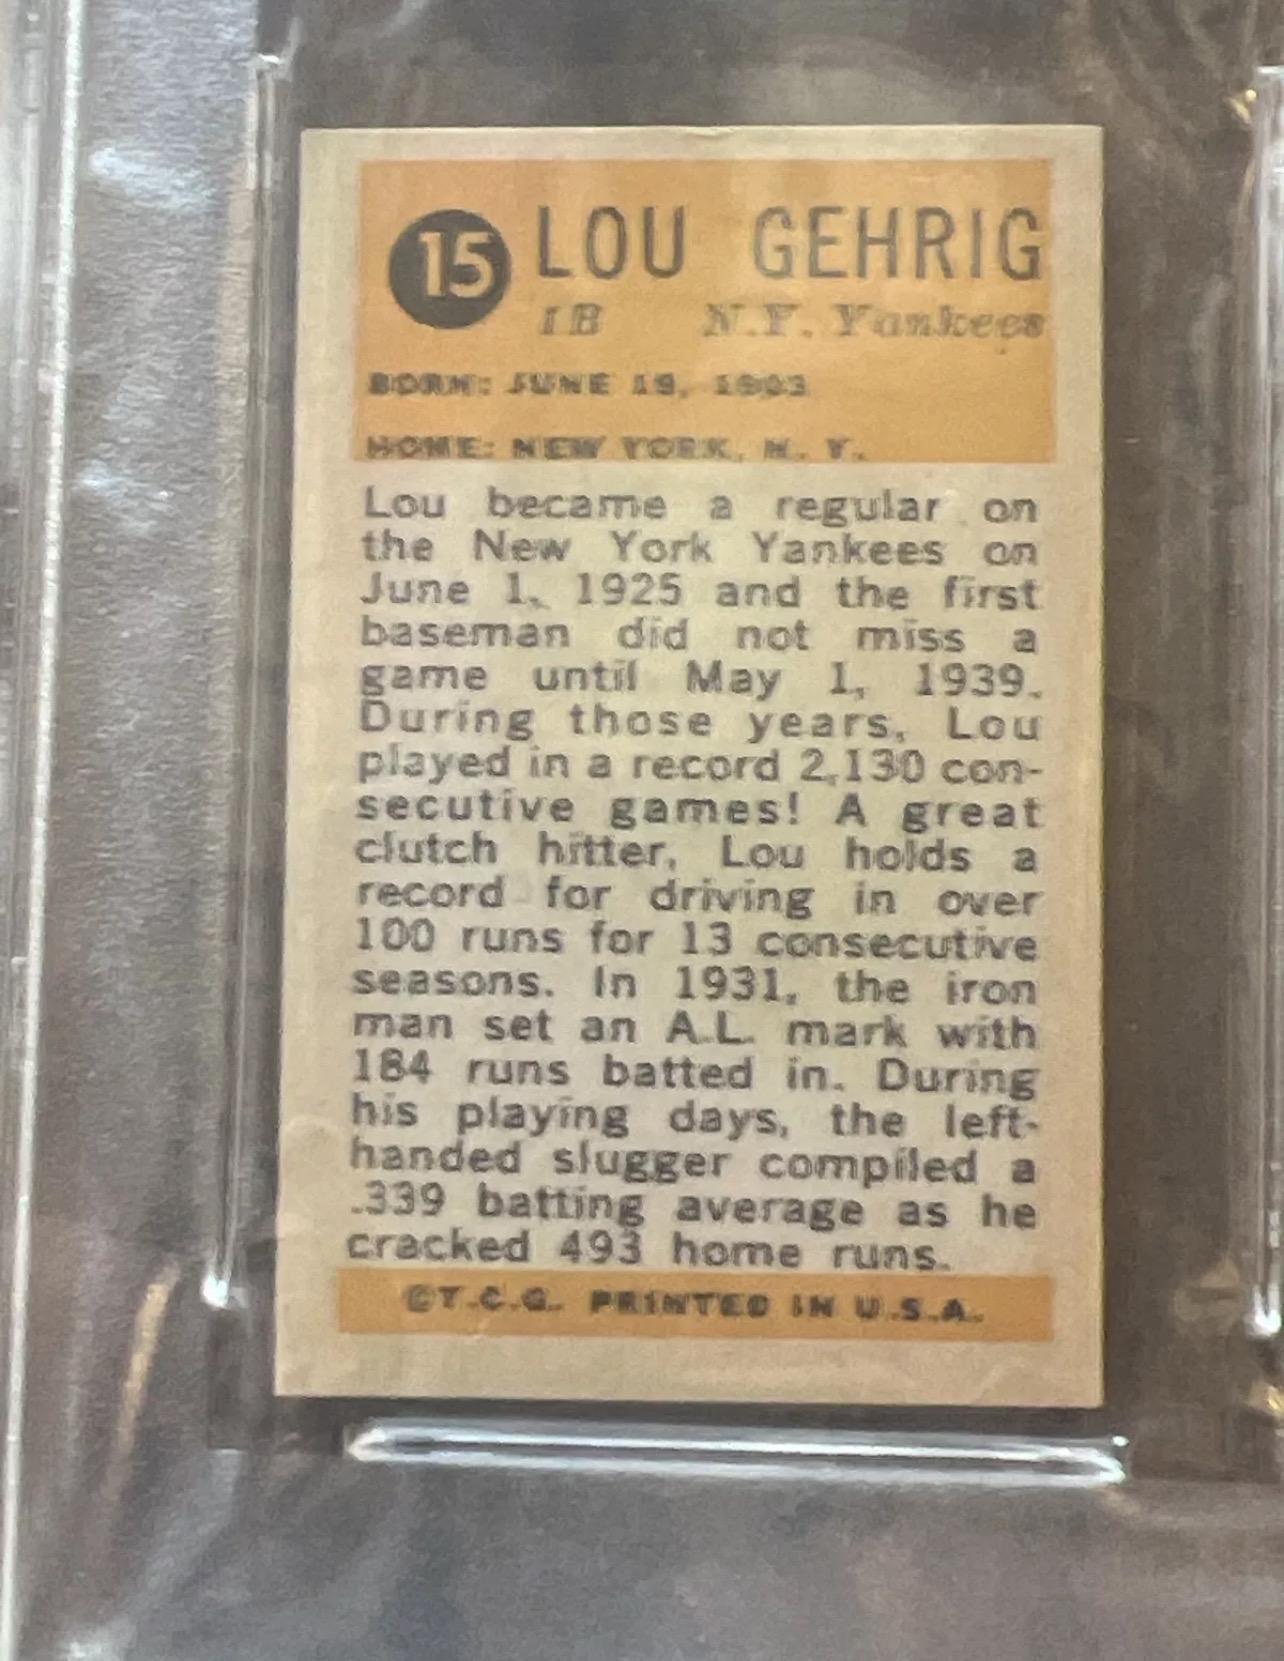 15 LOU GEHRIG
1B N.Y. Yankees
BORN: JUNE 19, 1903
HOME: NEW YORK, N. Y.
Lou became a regular on
the New York Yankees on
June 1, 1925 and the first
baseman did not miss a
game until May 1, 1939.
During those years, Lou
played in a record 2,130 con-
secutive games! A great
clutch hitter, Lou holds a
record for driving in over
100 runs for 13 consecutive
seasons. In 1931, the iron
man set an A.L. mark with
184 runs batted in. During
his playing days, the left-
handed slugger compiled a
.339 batting average as he
cracked 493 home runs.
©T.C.G. PRINTED IN U.S.A.